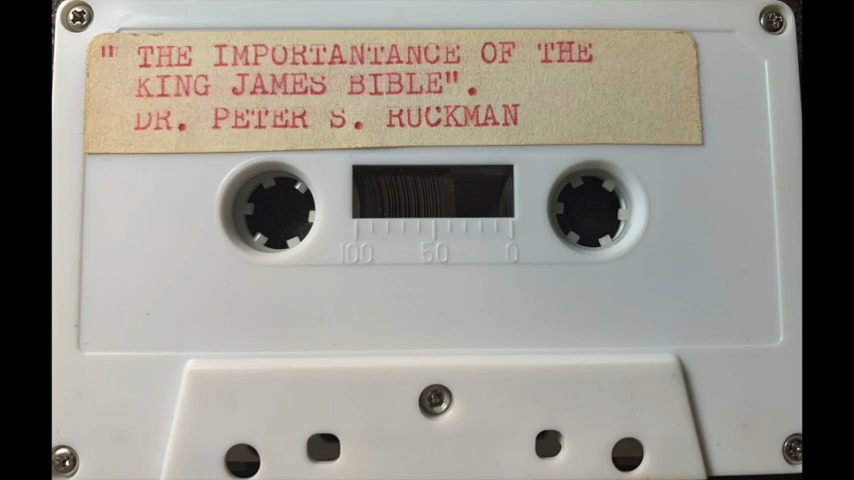 " THE IMPORTANTANCE OF THE
KING JAMES BIBLE".
DR. PETER S. RUCKMAN
100 50 0